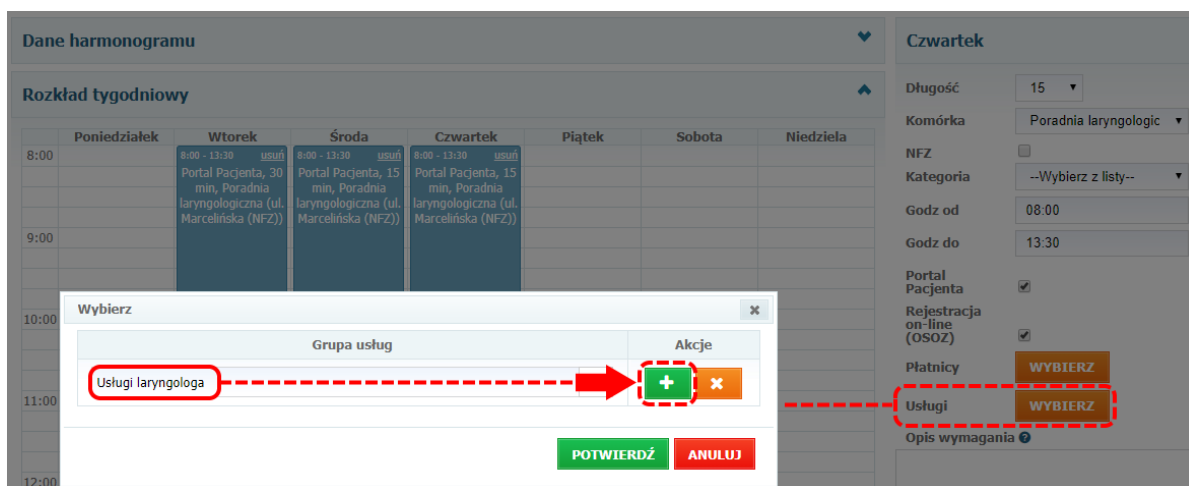 Dane harmonogramu
Rozkład tygodniowy
Poniedziałek Wtorek Środa Czwartek Piątek Sobota Niedziela
8:00
8:00 - 13:30 usuń
Portal Pacjenta, 30
min, Poradnia
laryngologiczna (ul.
Marcelińska (NFZ))
8:00 - 13:30 usuń
Portal Pacjenta, 15
min, Poradnia
laryngologiczna (ul.
Marcelińska (NFZ))
8:00 - 13:30 usuń
Portal Pacjenta, 15
min, Poradnia
laryngologiczna (ul.
Marcelińska (NFZ))
9:00
10:00
11:00
12:00
Wybierz
Grupa usług Akcje
Usługi laryngologa
POTWIERDŹ ANULUJ
Czwartek
Długość 15
Komórka Poradnia laryngologic
NFZ
Kategoria --Wybierz z listy--
Godz od 08:00
Godz do 13:30
Portal
Pacjenta
Rejestracja
on-line
(OSOZ)
Płatnicy WYBIERZ
Usługi WYBIERZ
Opis wymagania